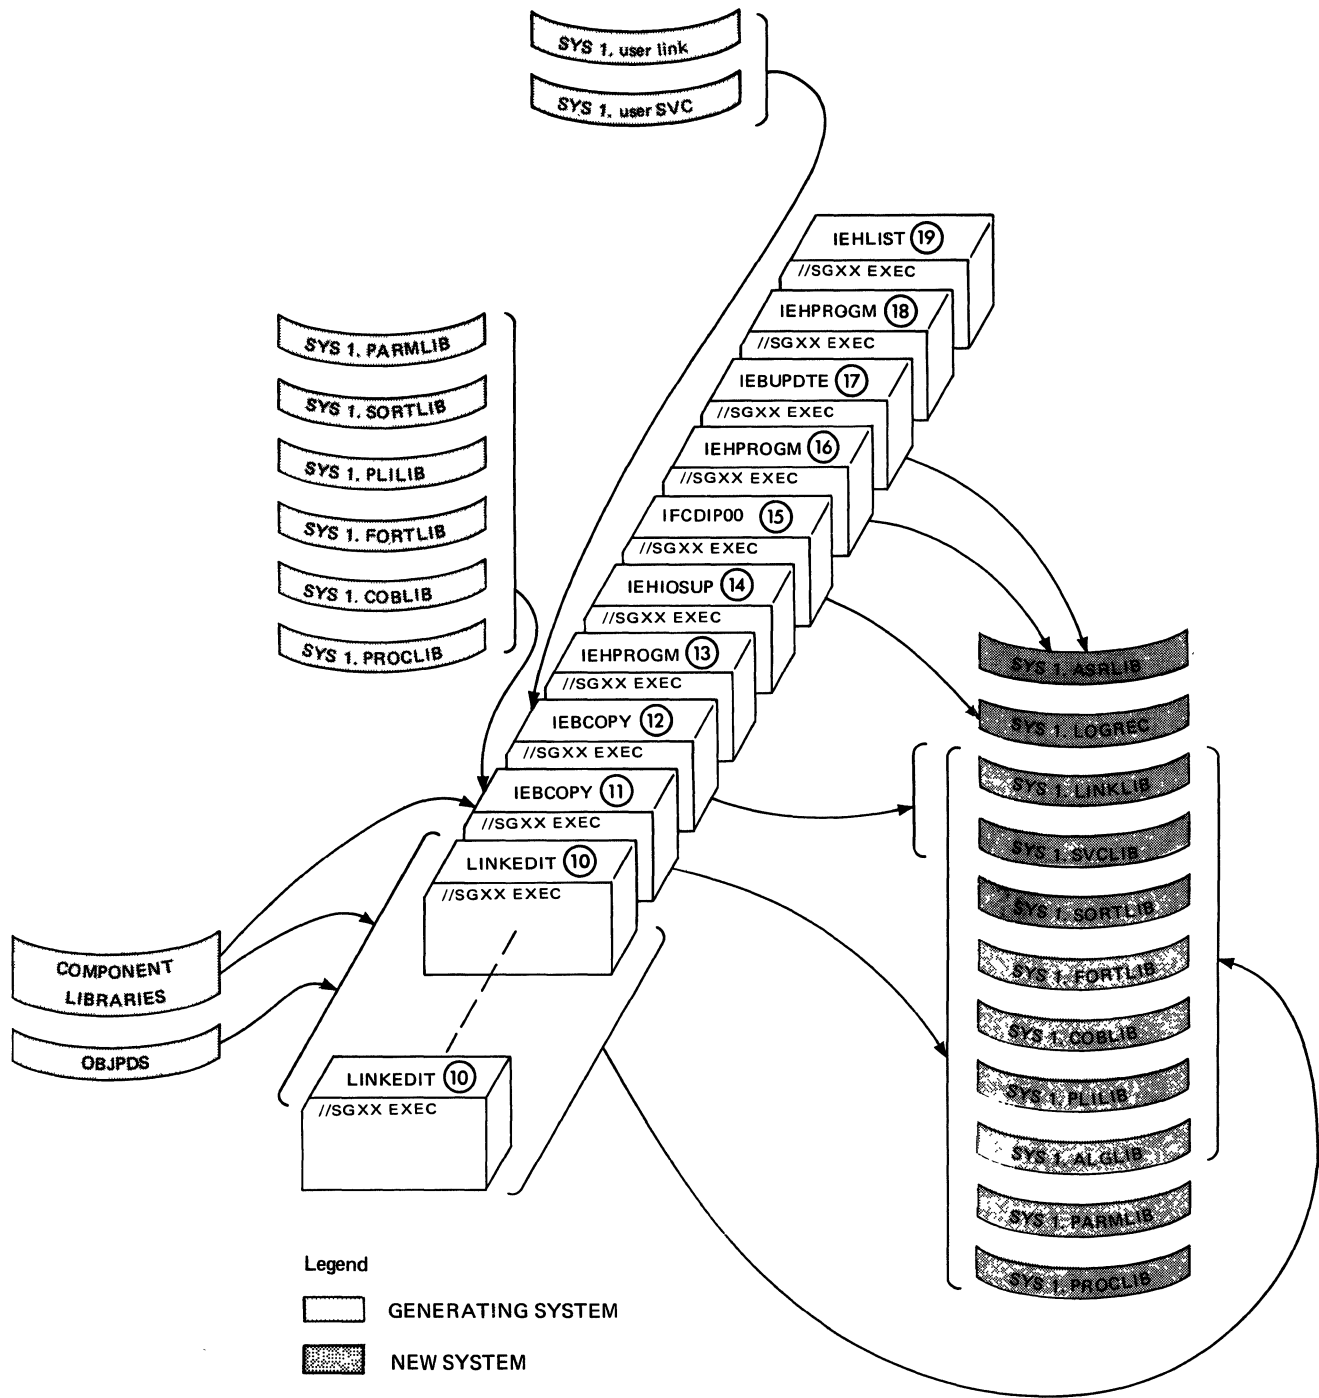 SYS 1. user link
SYS 1. user SVC
IEHLIST 19
//SGXX EXEC
IEHPROGM 18
//SGXX EXEC
IEBUPDTE 17
//SGXX EXEC
IEHPROGM 16
//SGXX EXEC
IFCDIP00 15
//SGXX EXEC
IEHIOSUP 14
//SGXX EXEC
IEHPROGM 13
//SGXX EXEC
IEBCOPY 12
//SGXX EXEC
IEBCOPY 11
//SGXX EXEC
LINKEDIT 10
//SGXX EXEC
LINKEDIT 10
//SGXX EXEC
SYS 1. PARMLIB
SYS 1. SORTLIB
SYS 1. PLILIB
SYS 1. FORTLIB
SYS 1. COBLIB
SYS 1. PROCLIB
COMPONENT
LIBRARIES
OBJPDS
SYS 1. ASRLIB
SYS 1. LOGREC
SYS 1. LINKLIB
SYS 1. SVCLIB
SYS 1. SORTLIB
SYS 1. FORTLIB
SYS 1. COBLIB
SYS 1. PLILIB
SYS 1. ALGLIB
SYS 1. PARMLIB
SYS 1. PROCLIB
Legend
GENERATING SYSTEM
NEW SYSTEM